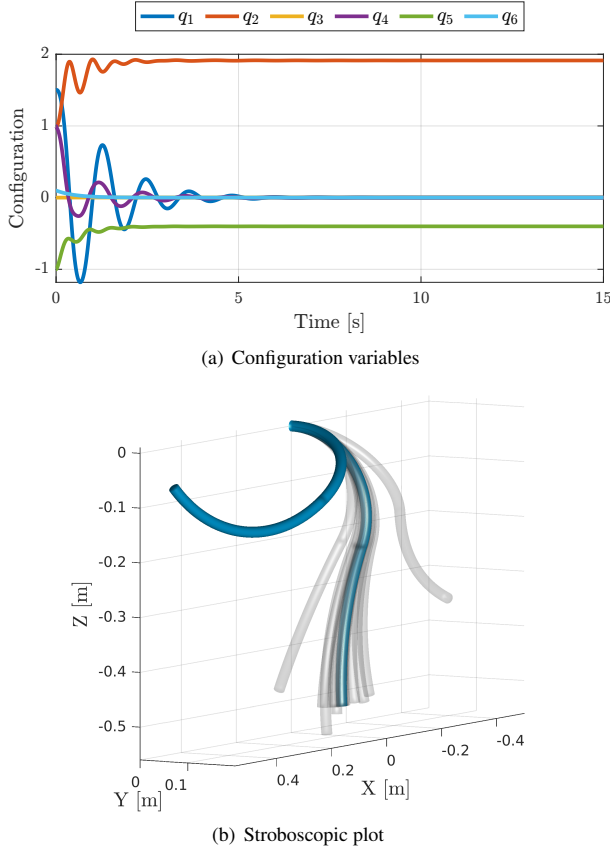 q₁ q₂ q₃ q₄ q₅ q₆
2
1
0
-1
Configuration
0 5 10 15
Time [s]
(a) Configuration variables
0
-0.1
-0.2
-0.3
-0.4
-0.5
Z [m]
0 0.1 0.4 0.2 0 -0.2 -0.4
Y [m] X [m]
(b) Stroboscopic plot